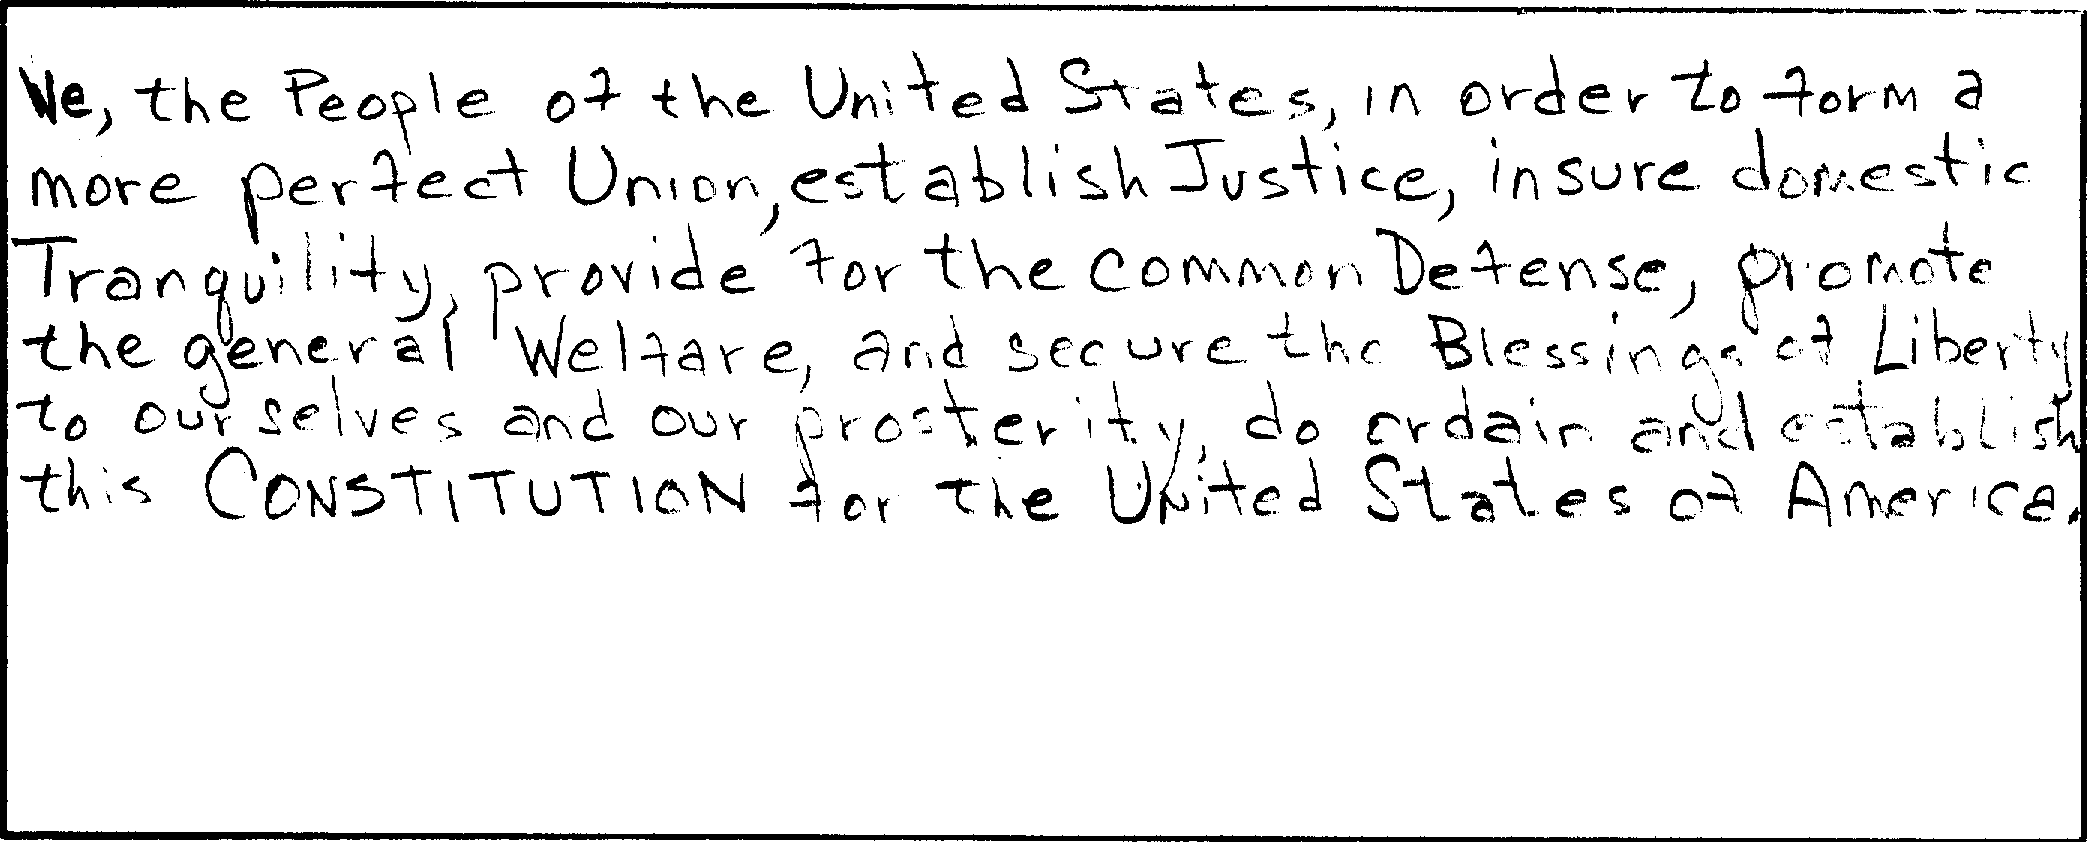 We, the People of the United States, in order to form a
more perfect Union, establish Justice, insure domestic
Tranquility, provide for the common Defense, promote
the general Welfare, and secure the Blessings of Liberty
to ourselves and our prosterity, do ordain and establish
this CONSTITUTION for the United States of America.